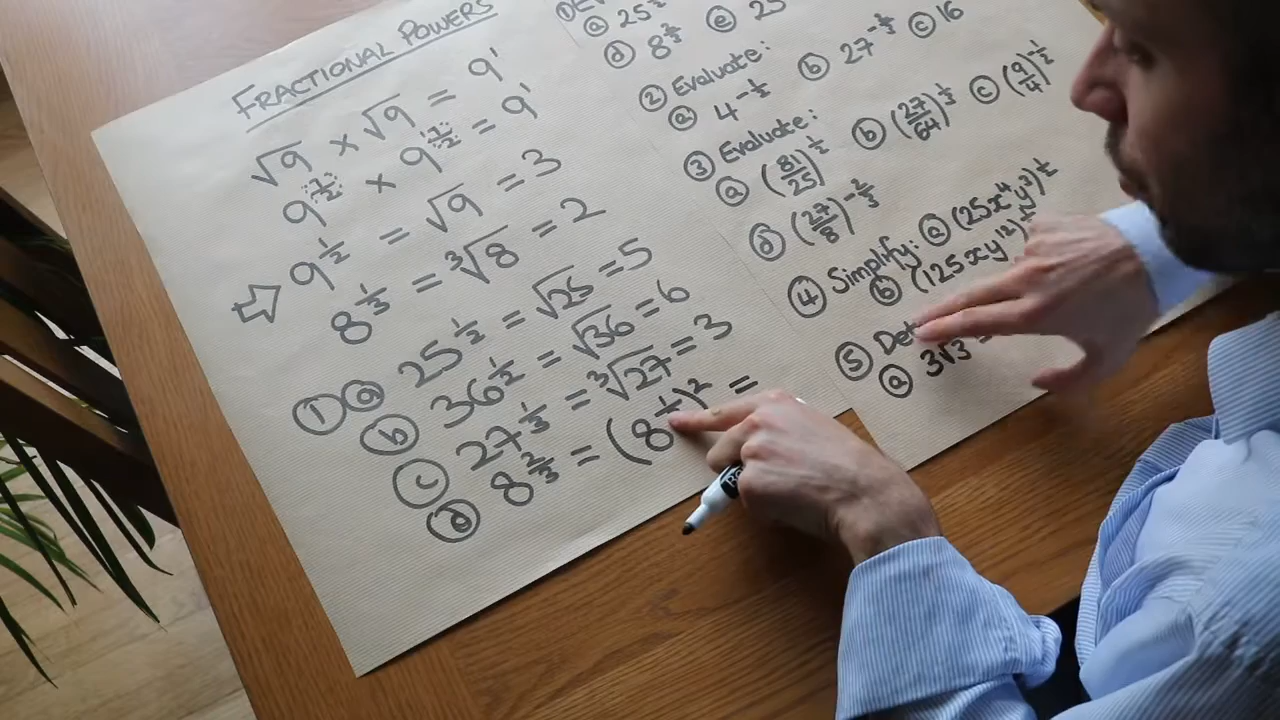 FRACTIONAL POWERS
√9 × √9 = 9¹
9^½ × 9^½ = 9¹
⇨ 9^½ = √9 = 3
8^⅓ = ³√8 = 2
① ⓐ 25^½ = √25 = 5
ⓑ 36^½ = √36 = 6
ⓒ 27^⅓ = ³√27 = 3
ⓓ 8^⅔ = (8^⅓)² =
ⓐ 25 ⓔ 25
ⓓ 8^⅔
② Evaluate:
ⓐ 4^-½ ⓑ 27^-⅔ ⓒ 16
③ Evaluate:
ⓐ (81/25)^½ ⓑ (27/64)^⅓ ⓒ (9/4)^½
ⓓ (27/8)^-⅔
④ Simplify: ⓐ (25x⁴y²)^½
ⓑ (125xy¹²)
⑤
ⓐ 3√3 =